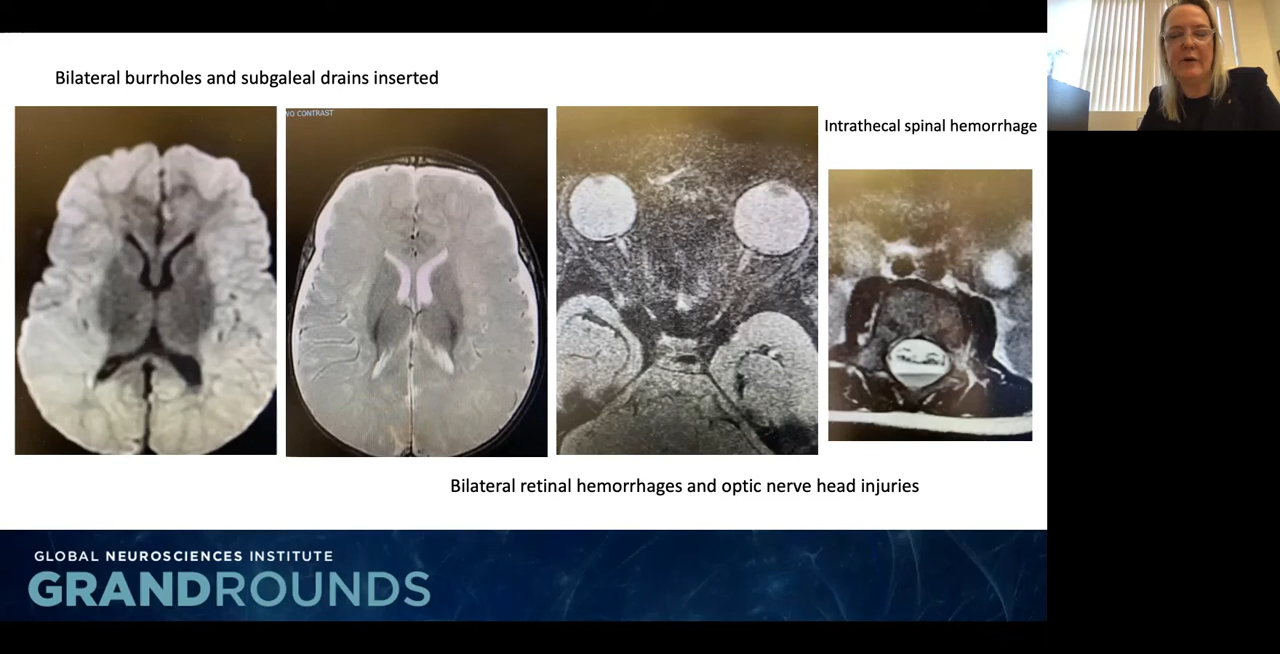 Bilateral burrholes and subgaleal drains inserted
NO CONTRAST
Intrathecal spinal hemorrhage
Bilateral retinal hemorrhages and optic nerve head injuries
GLOBAL NEUROSCIENCES INSTITUTE
GRANDROUNDS